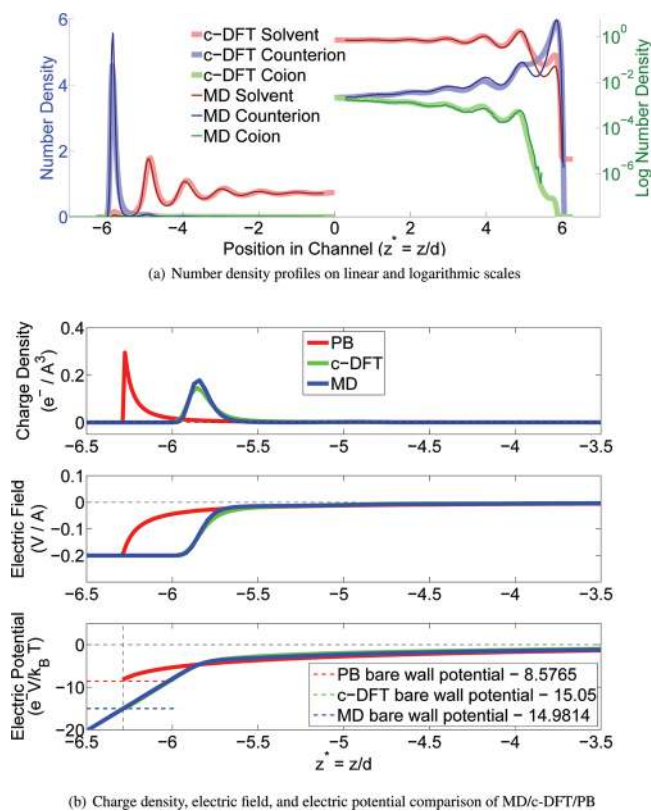 6
4
2
0
Number Density
c-DFT Solvent
c-DFT Counterion
c-DFT Coion
MD Solvent
MD Counterion
MD Coion
10^0
10^-2
10^-4
10^-6
Log Number Density
-6 -4 -2 0 2 4 6
Position in Channel (z* = z/d)
(a) Number density profiles on linear and logarithmic scales
0.4
0.2
0
Charge Density
(e^- / A^3)
PB
c-DFT
MD
-6.5 -6 -5.5 -5 -4.5 -4 -3.5
0.1
0
-0.1
-0.2
Electric Field
(V / A)
-6.5 -6 -5.5 -5 -4.5 -4 -3.5
0
-10
-20
Electric Potential
(e V/k_B T)
PB bare wall potential - 8.5765
c-DFT bare wall potential - 15.05
MD bare wall potential - 14.9814
-6.5 -6 -5.5 -5 -4.5 -4 -3.5
z* = z/d
(b) Charge density, electric field, and electric potential comparison of MD/c-DFT/PB